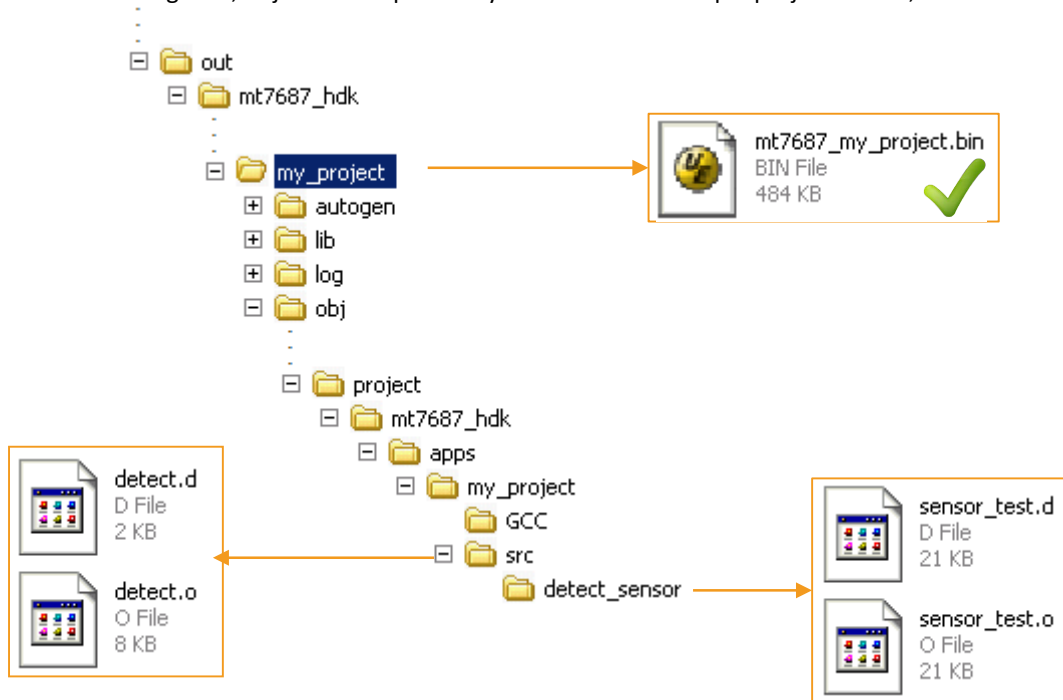 out
mt7687_hdk
my_project
mt7687_my_project.bin
BIN File
484 KB
autogen
lib
log
obj
project
mt7687_hdk
apps
my_project
GCC
src
detect_sensor
detect.d
D File
2 KB
detect.o
O File
8 KB
sensor_test.d
D File
21 KB
sensor_test.o
O File
21 KB